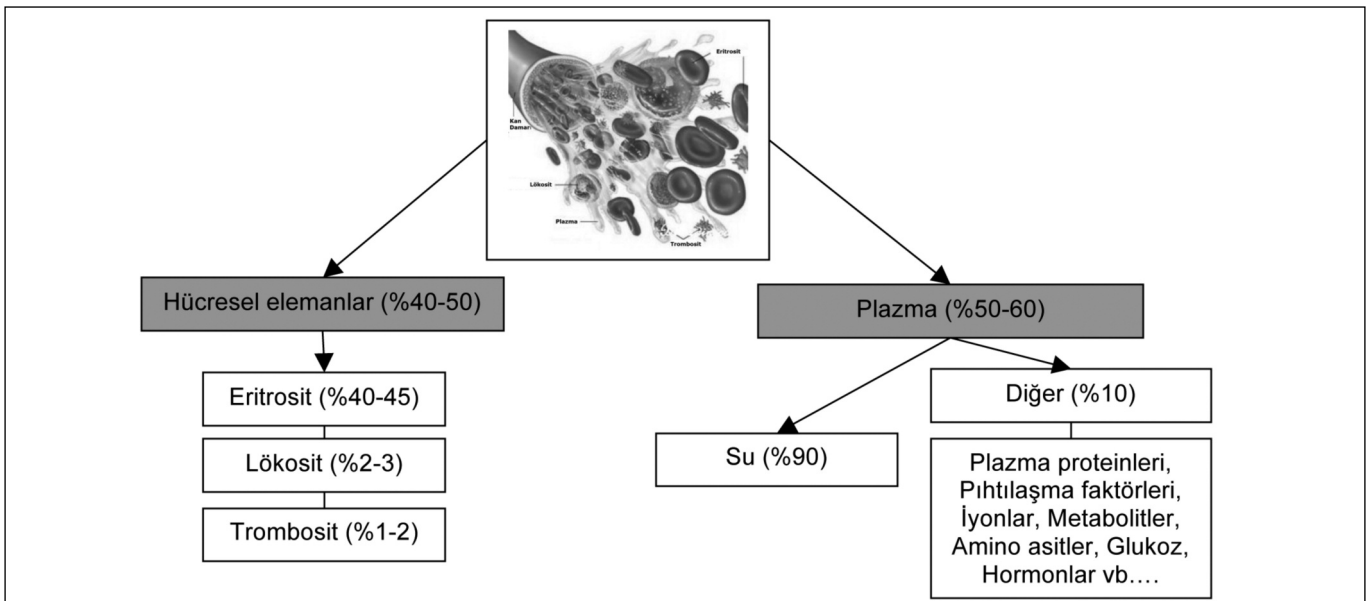 Eritrosit
Kan
Damarı
Lökosit
Plazma
Trombosit
Hücresel elemanlar (%40-50)
Eritrosit (%40-45)
Lökosit (%2-3)
Trombosit (%1-2)
Plazma (%50-60)
Su (%90)
Diğer (%10)
Plazma proteinleri,
Pıhtılaşma faktörleri,
İyonlar, Metabolitler,
Amino asitler, Glukoz,
Hormonlar vb….